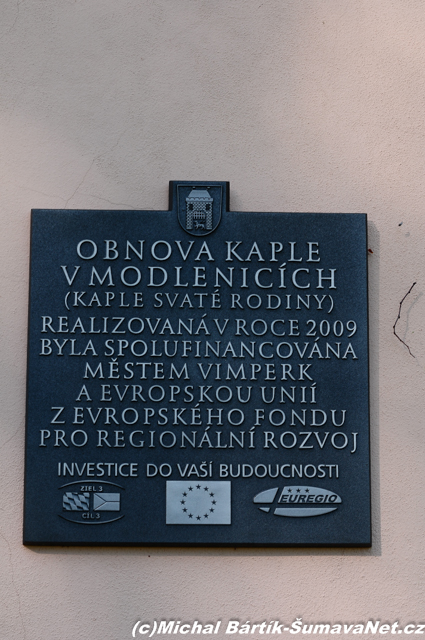 OBNOVA KAPLE
V MODLENICÍCH
(KAPLE SVATÉ RODINY)
REALIZOVANÁ V ROCE 2009
BYLA SPOLUFINANCOVÁNA
MĚSTEM VIMPERK
A EVROPSKOU UNIÍ
Z EVROPSKÉHO FONDU
PRO REGIONÁLNÍ ROZVOJ
INVESTICE DO VAŠÍ BUDOUCNOSTI
ZIEL 3
CÍL 3
EUREGIO
(c)Michal Bártík-ŠumavaNet.cz